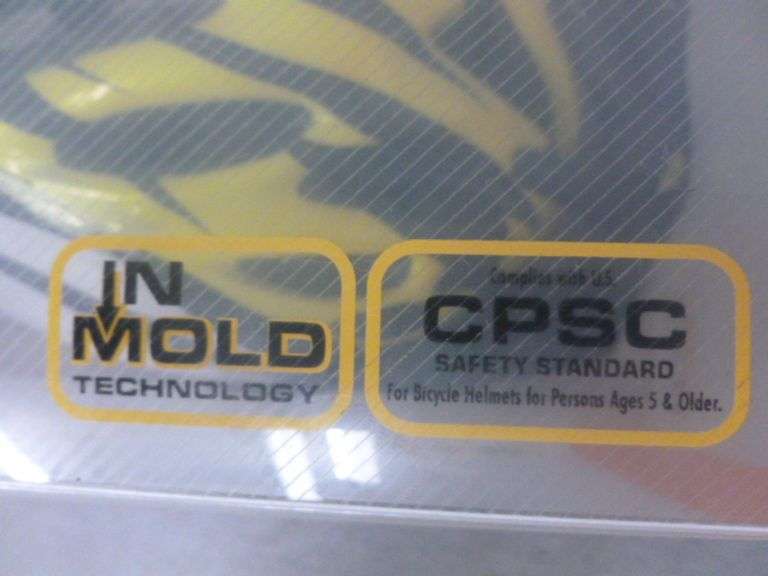 IN
MOLD
TECHNOLOGY
Complies with U.S.
CPSC
SAFETY STANDARD
For Bicycle Helmets for Persons Ages 5 & Older.